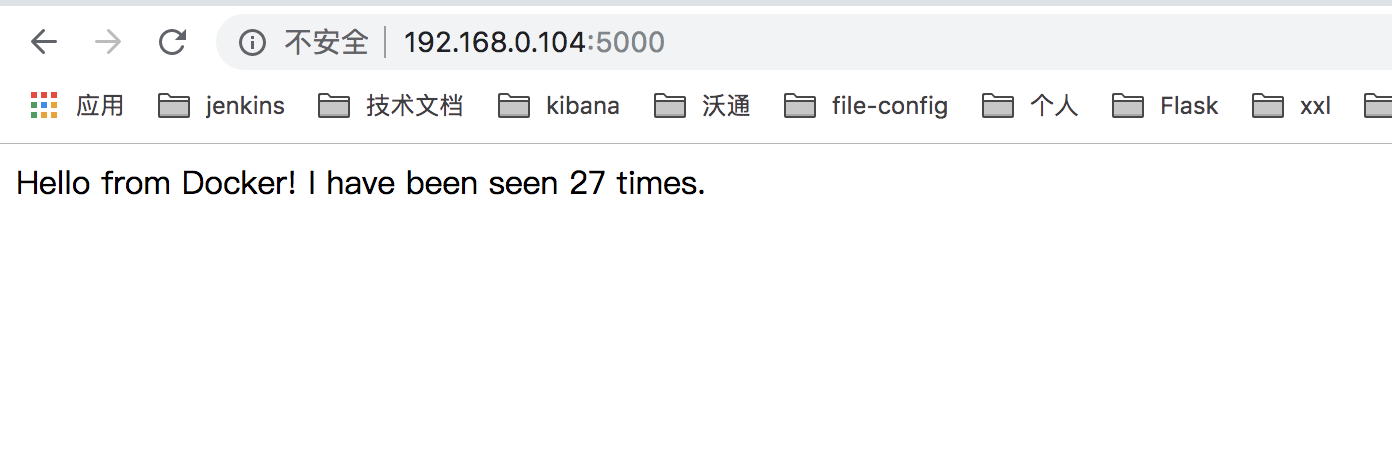 不安全 192.168.0.104:5000
应用 jenkins 技术文档 kibana 沃通 file-config 个人 Flask xxl
Hello from Docker! I have been seen 27 times.